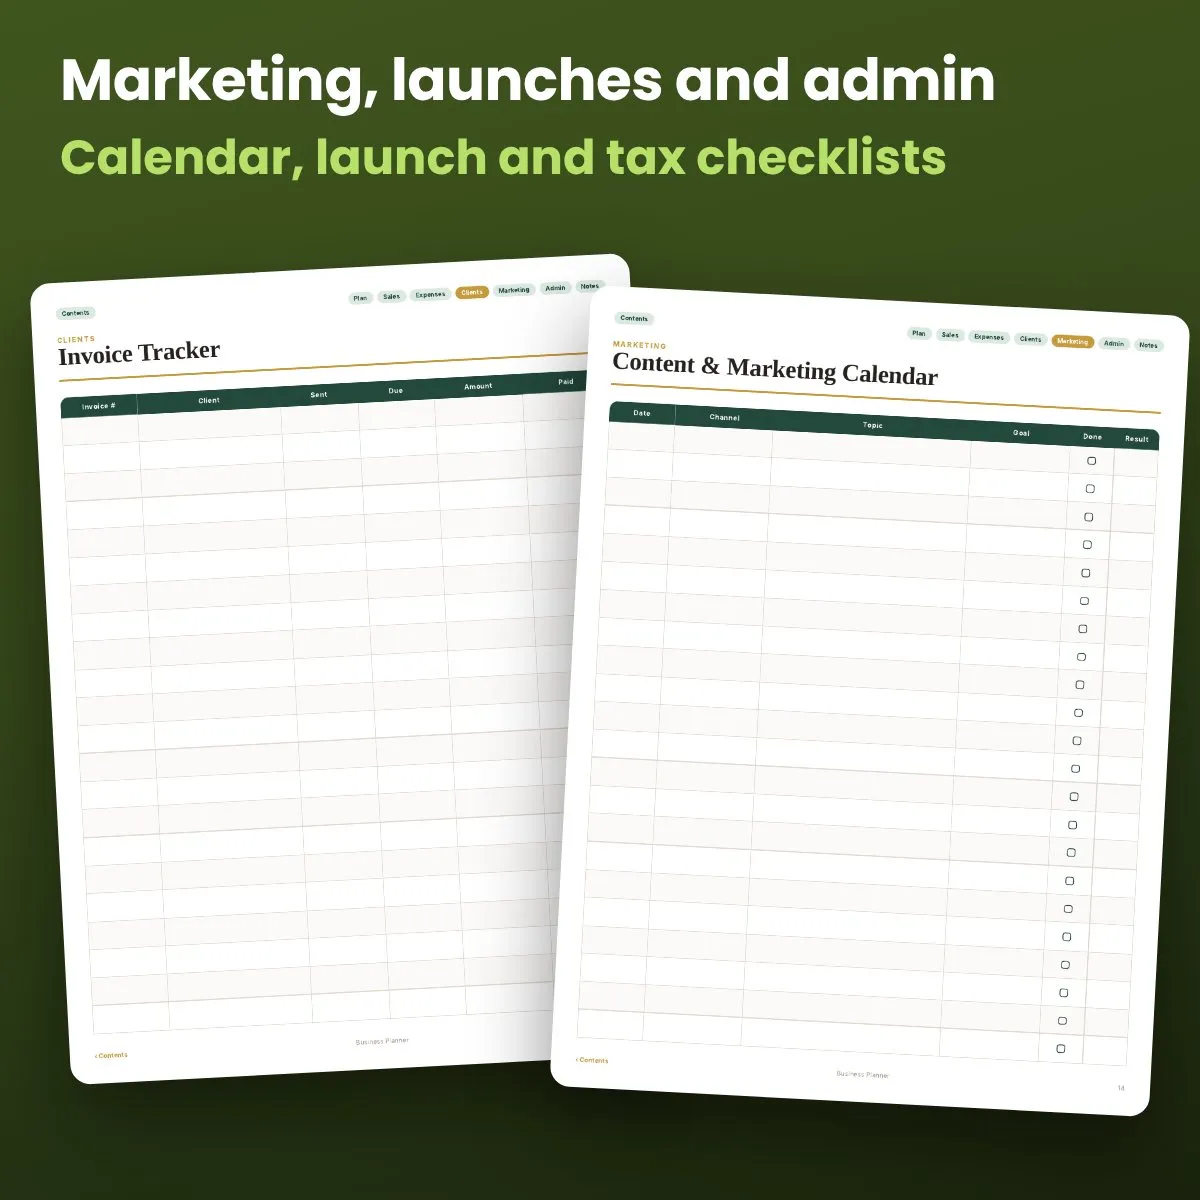 Marketing, launches and admin
Calendar, launch and tax checklists
Contents
Plan Sales Expenses Clients Marketing Admin Notes
CLIENTS
Invoice Tracker
Invoice # Client Sent Due Amount Paid
‹ Contents
Business Planner
Contents
Plan Sales Expenses Clients Marketing Admin Notes
MARKETING
Content & Marketing Calendar
Date Channel Topic Goal Done Result
‹ Contents
Business Planner
14